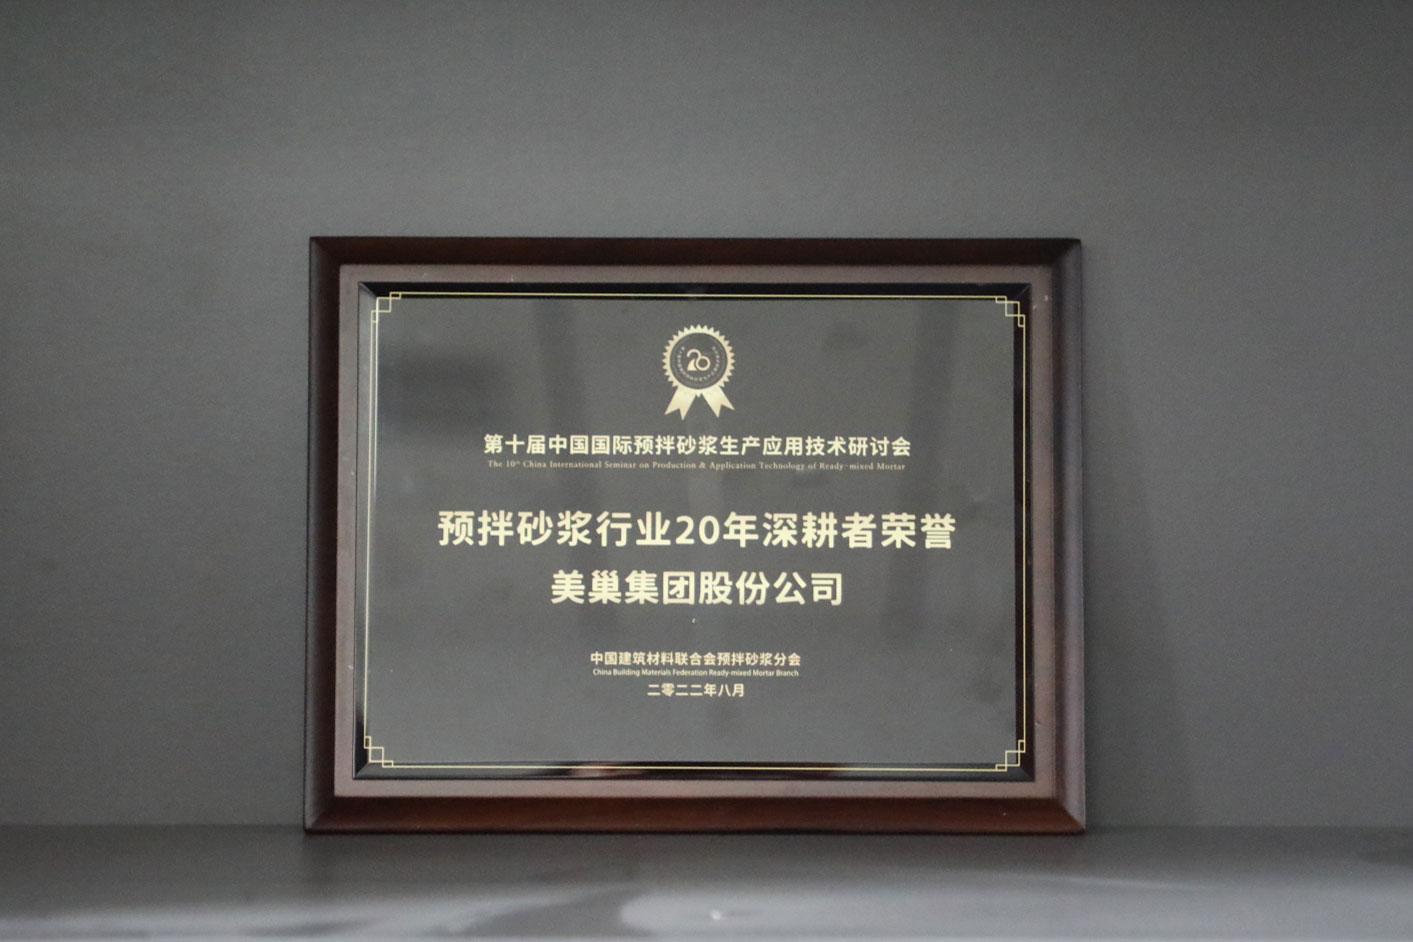 20
第十届中国国际预拌砂浆生产应用技术研讨会
The 10th China International Seminar on Production & Application Technology of Ready-mixed Mortar
预拌砂浆行业20年深耕者荣誉
美巢集团股份公司
中国建筑材料联合会预拌砂浆分会
China Building Materials Federation Ready-mixed Mortar Branch
二零二二年八月